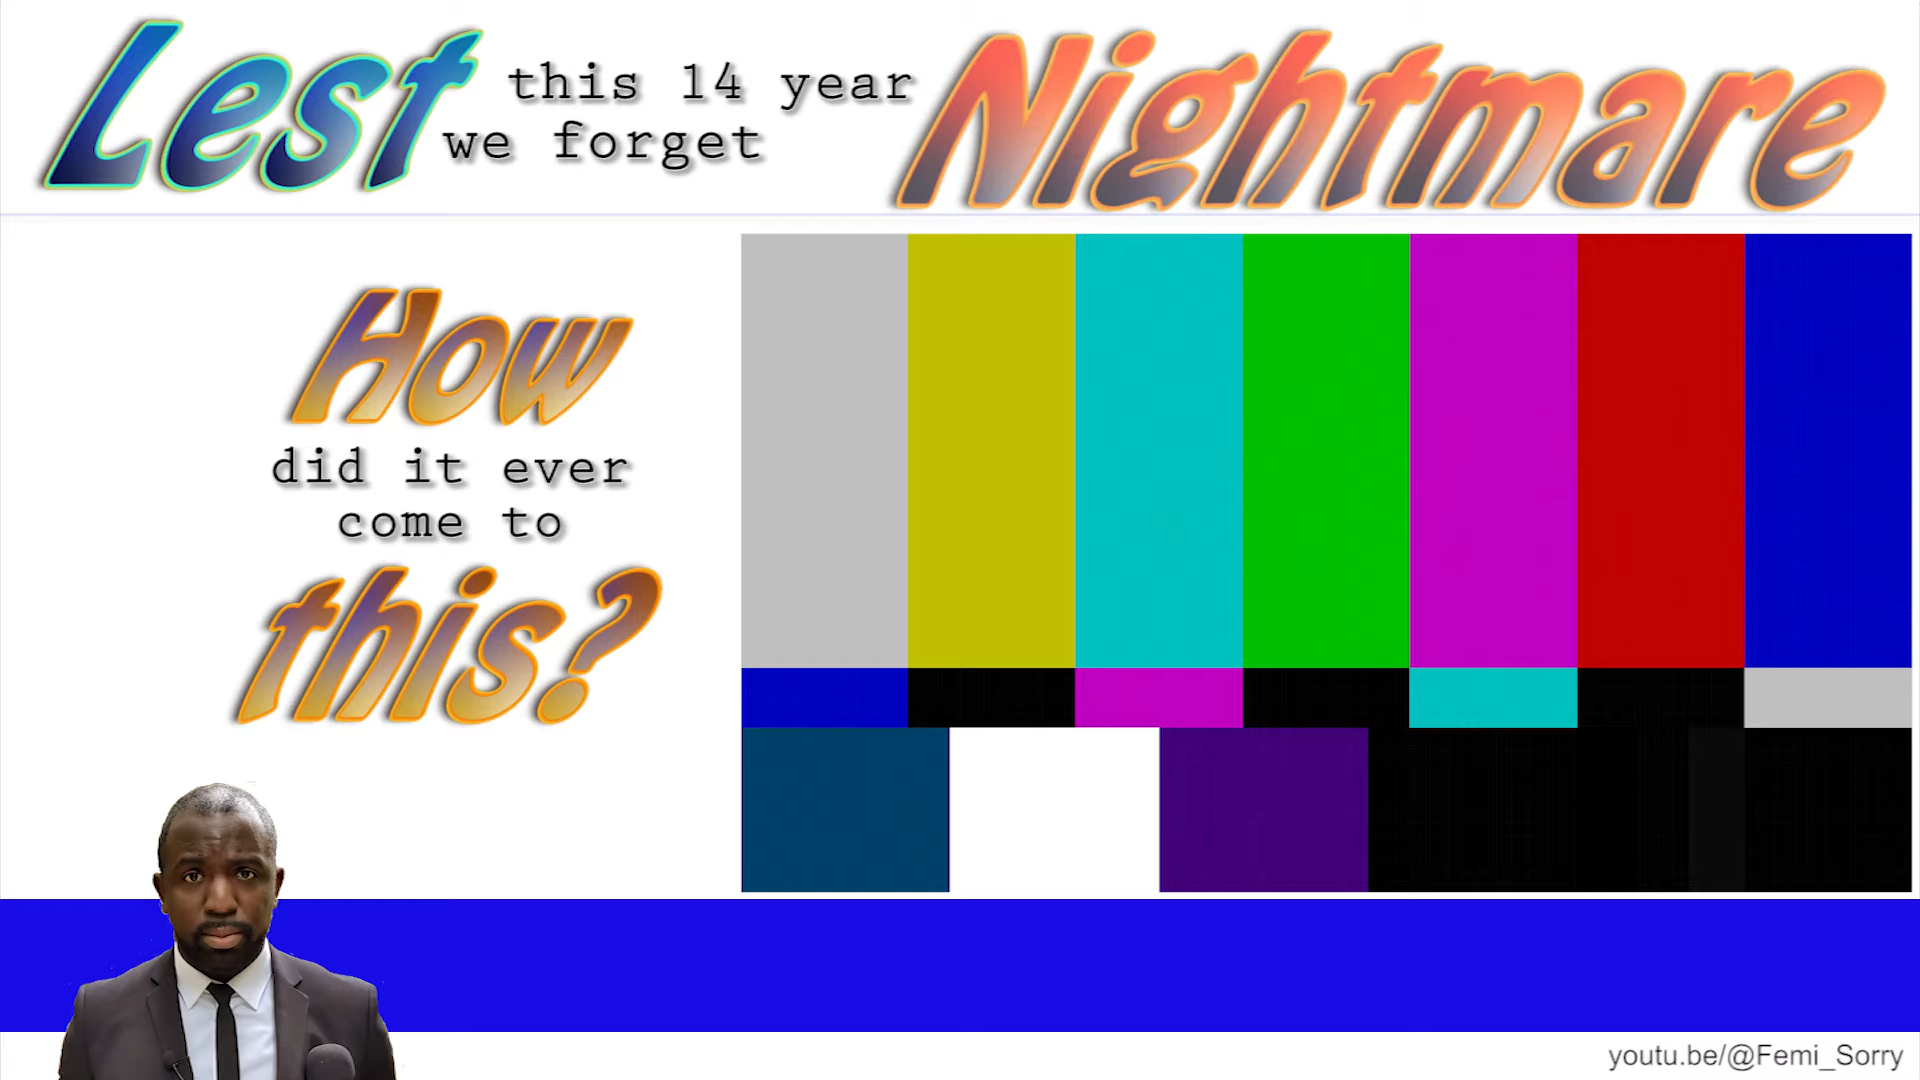 Lest this 14 year Nightmare
we forget
How
did it ever
come to
this?
youtu.be/@Femi_Sorry